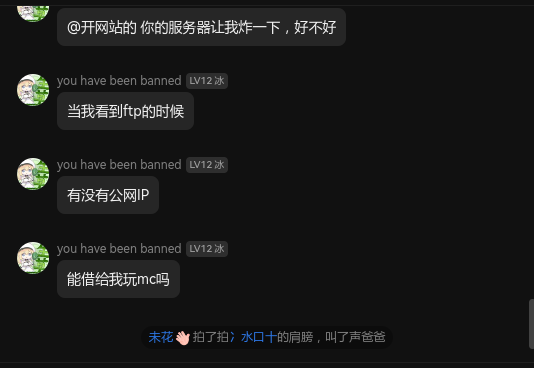 @开网站的 你的服务器让我炸一下，好不好
you have been banned LV12 冰
当我看到ftp的时候
you have been banned LV12 冰
有没有公网IP
you have been banned LV12 冰
能借给我玩mc吗
末花👋🏻拍了拍冫水口十的肩膀，叫了声爸爸